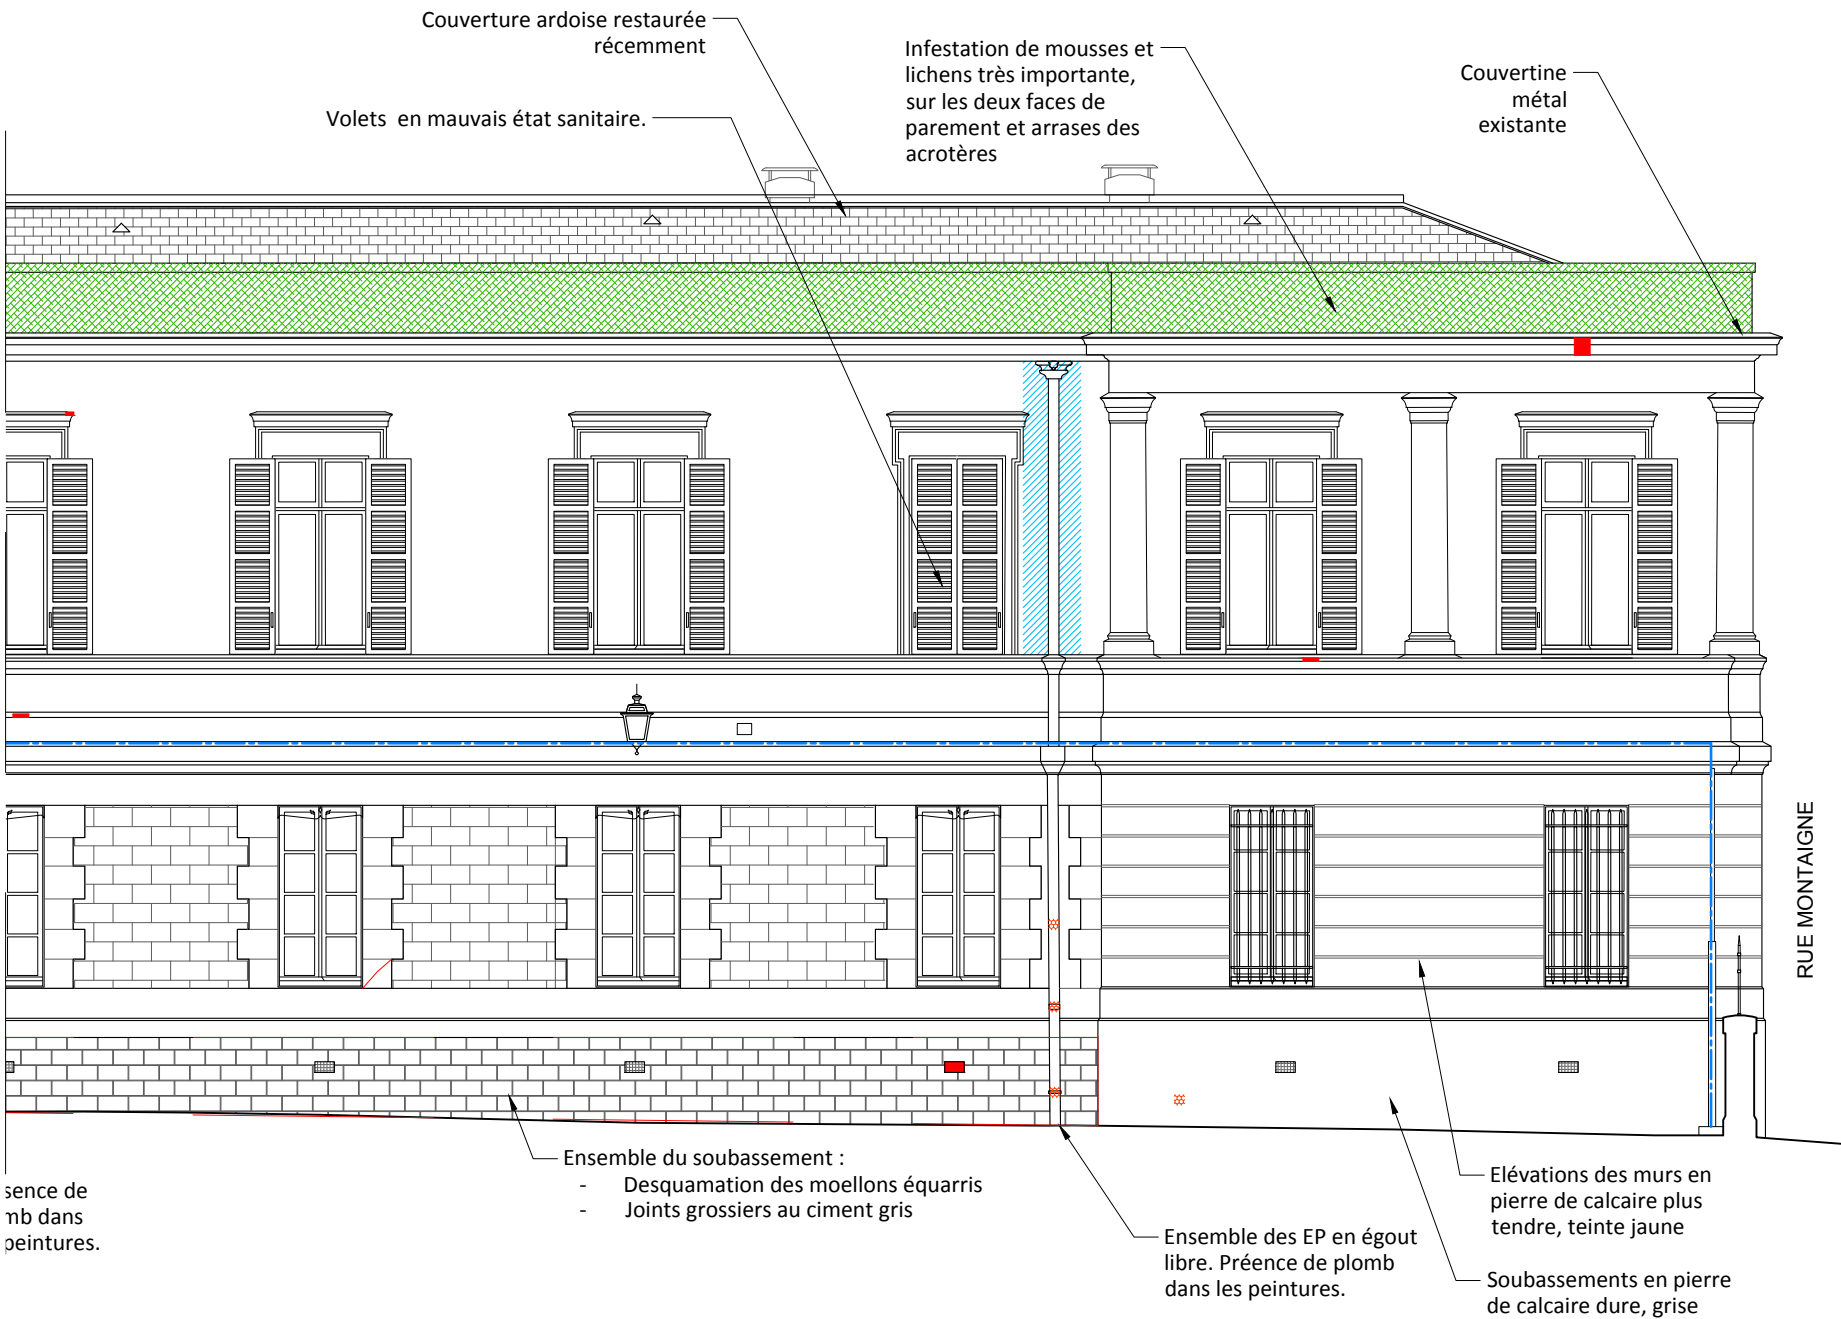 Couverture ardoise restaurée
récemment
Infestation de mousses et
lichens très importante,
sur les deux faces de
parement et arrases des
acrotères
Couvertine
métal
existante
Volets  en mauvais état sanitaire.
RUE MONTAIGNE
sence de
mb dans
peintures.
Ensemble du soubassement :
- Desquamation des moellons équarris
- Joints grossiers au ciment gris
Ensemble des EP en égout
libre. Préence de plomb
dans les peintures.
Elévations des murs en
pierre de calcaire plus
tendre, teinte jaune
Soubassements en pierre
de calcaire dure, grise